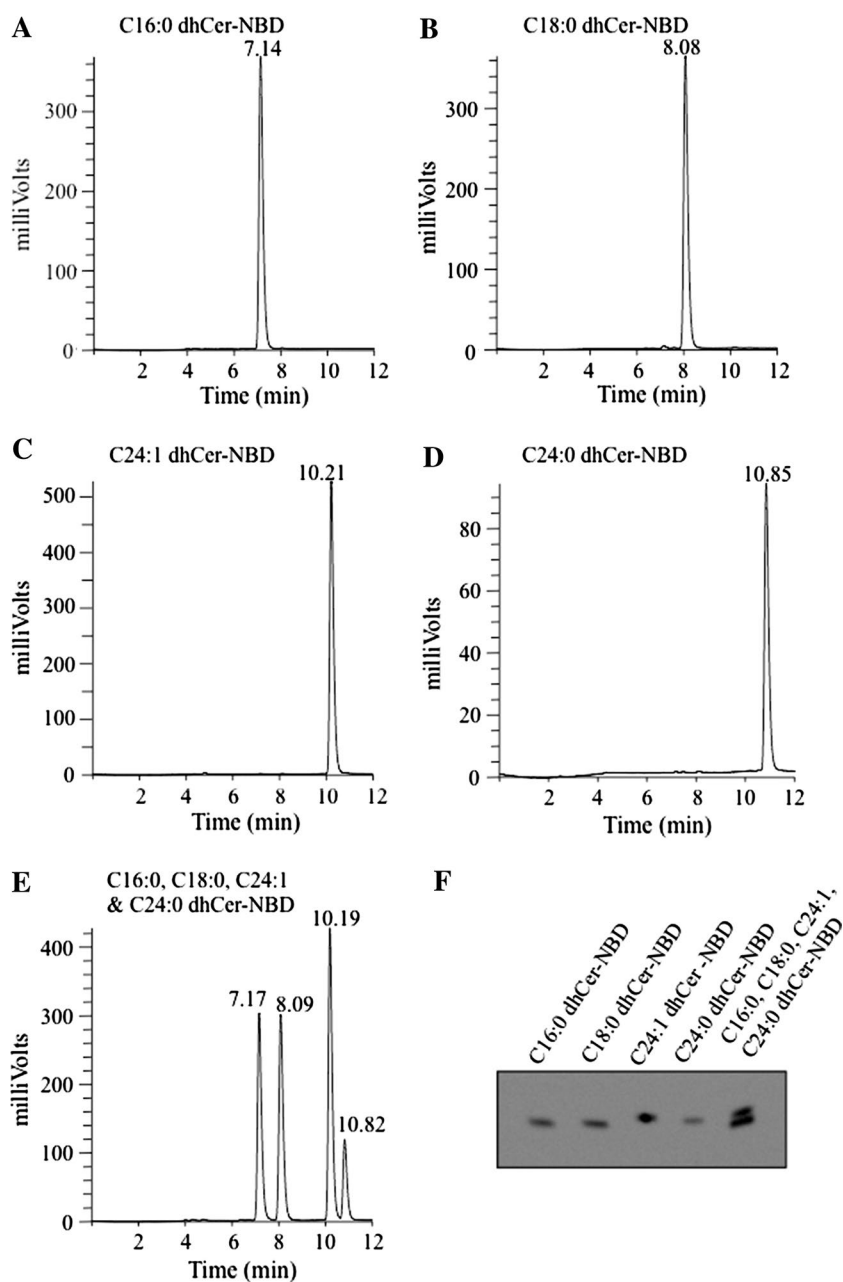 A
C16:0 dhCer-NBD
7.14
300
200
100
0
milliVolts
2 4 6 8 10 12
Time (min)
B
C18:0 dhCer-NBD
8.08
300
200
100
0
milliVolts
2 4 6 8 10 12
Time (min)
C
C24:1 dhCer-NBD
10.21
500
400
300
200
100
0
milliVolts
2 4 6 8 10 12
Time (min)
D
C24:0 dhCer-NBD
10.85
80
60
40
20
0
milliVolts
2 4 6 8 10 12
Time (min)
E
C16:0, C18:0, C24:1
& C24:0 dhCer-NBD
10.19
7.17 8.09
10.82
400
300
200
100
0
milliVolts
2 4 6 8 10 12
Time (min)
F
C16:0 dhCer-NBD
C18:0 dhCer-NBD
C24:1 dhCer -NBD
C24:0 dhCer-NBD
C16:0, C18:0, C24:1,
C24:0 dhCer-NBD